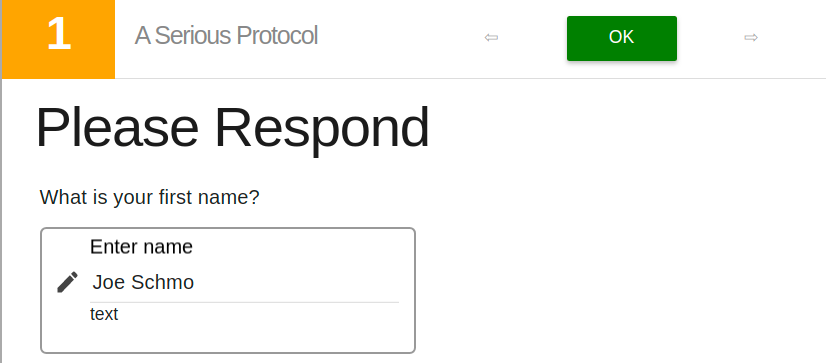 1
A Serious Protocol
⇦
OK
⇨
Please Respond
What is your first name?
Enter name
Joe Schmo
text